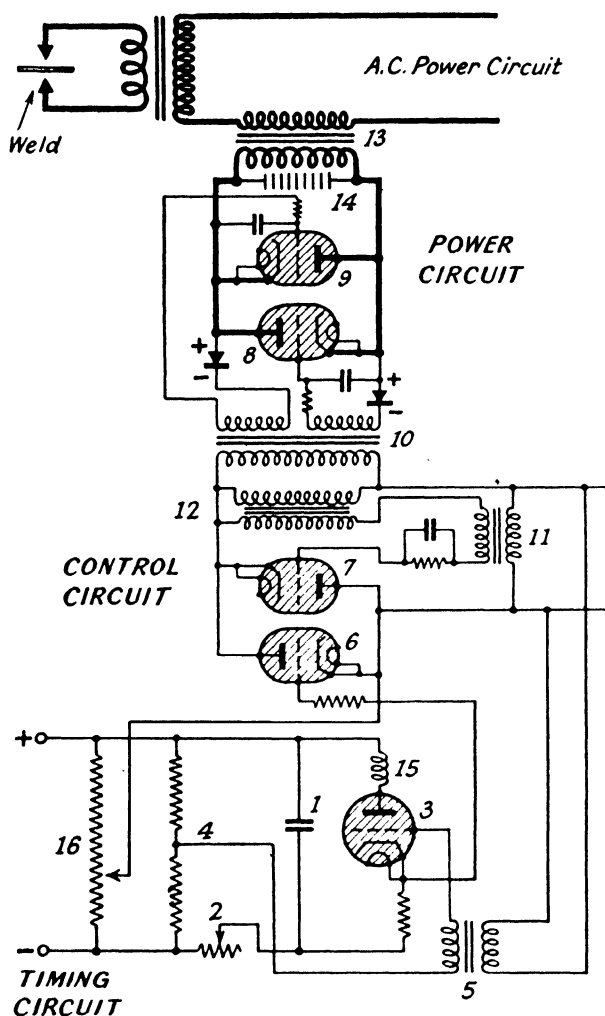 A.C. Power Circuit
Weld
13
14
POWER
CIRCUIT
9
8
+
-
+
-
10
12
11
CONTROL
CIRCUIT
7
6
+
15
1
3
16
4
2
-
TIMING
CIRCUIT
5